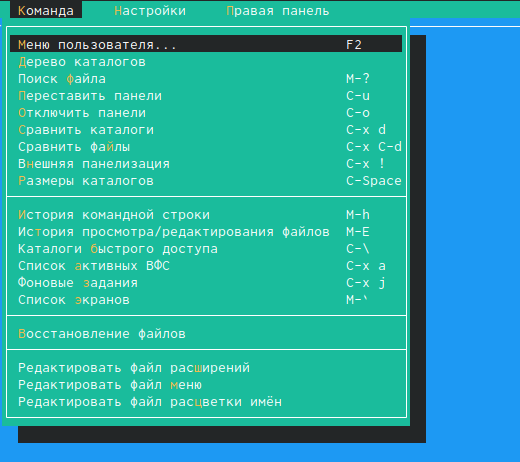 Команда Настройки Правая панель
Меню пользователя... F2
Дерево каталогов
Поиск файла M-?
Переставить панели C-u
Отключить панели C-o
Сравнить каталоги C-x d
Сравнить файлы C-x C-d
Внешняя панелизация C-x !
Размеры каталогов C-Space
История командной строки M-h
История просмотра/редактирования файлов M-E
Каталоги быстрого доступа C-\
Список активных ВФС C-x a
Фоновые задания C-x j
Список экранов M-`
Восстановление файлов
Редактировать файл расширений
Редактировать файл меню
Редактировать файл расцветки имён